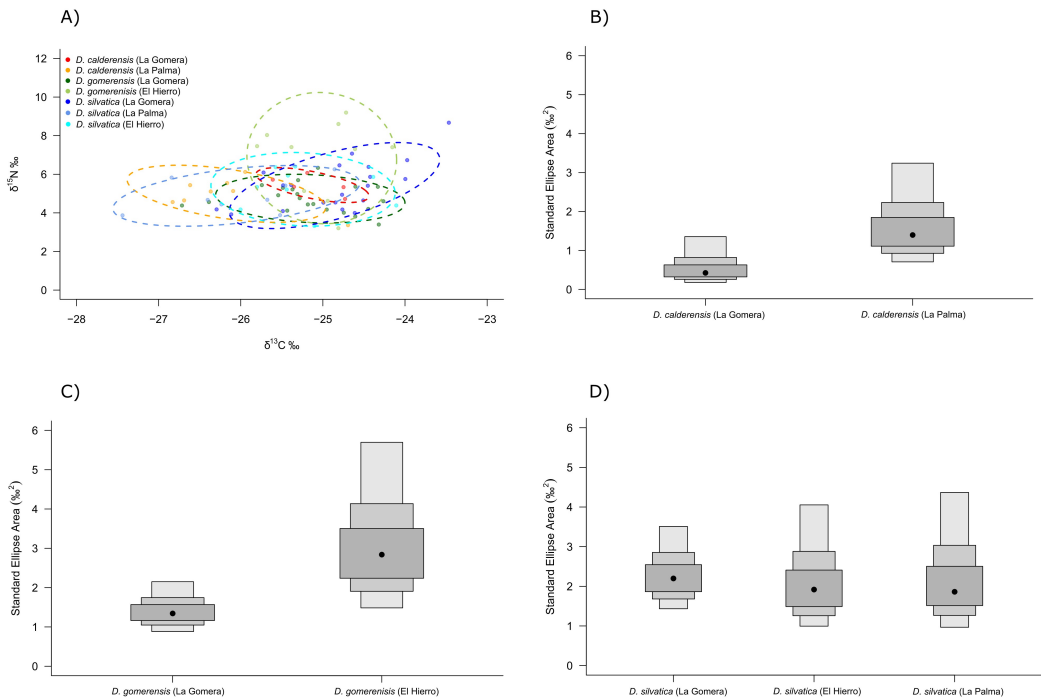 A)
12
10
8
6
4
2
0
δ15N ‰
D. calderensis (La Gomera)
D. calderensis (La Palma)
D. gomerensis (La Gomera)
D. gomerenisis (El Hierro)
D. silvatica (La Gomera)
D. silvatica (La Palma)
D. silvatica (El Hierro)
−28 −27 −26 −25 −24 −23
δ13C ‰
B)
6
5
4
3
2
1
0
Standard Ellipse Area (‰2)
D. calderensis (La Gomera) D. calderensis (La Palma)
C)
6
5
4
3
2
1
0
Standard Ellipse Area (‰2)
D. gomerensis (La Gomera) D. gomerenisis (El Hierro)
D)
6
5
4
3
2
1
0
Standard Ellipse Area (‰2)
D. silvatica (La Gomera) D. silvatica (El Hierro) D. silvatica (La Palma)